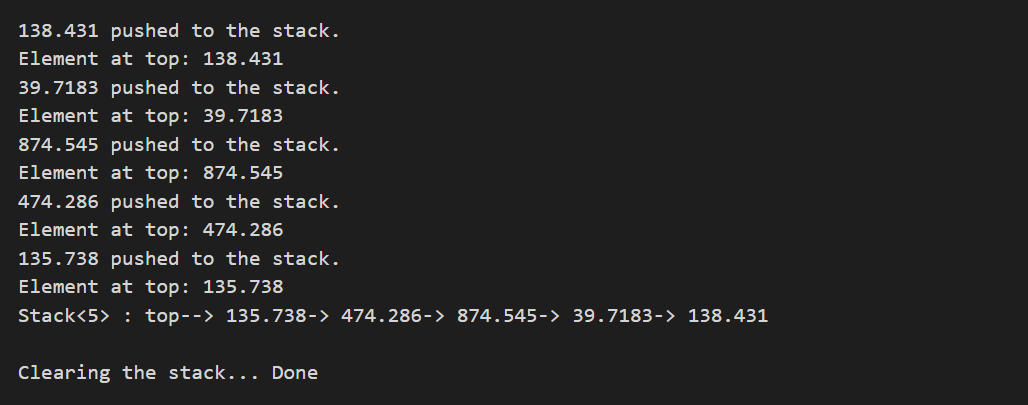 138.431 pushed to the stack.
Element at top: 138.431
39.7183 pushed to the stack.
Element at top: 39.7183
874.545 pushed to the stack.
Element at top: 874.545
474.286 pushed to the stack.
Element at top: 474.286
135.738 pushed to the stack.
Element at top: 135.738
Stack<5> : top--> 135.738-> 474.286-> 874.545-> 39.7183-> 138.431
Clearing the stack... Done